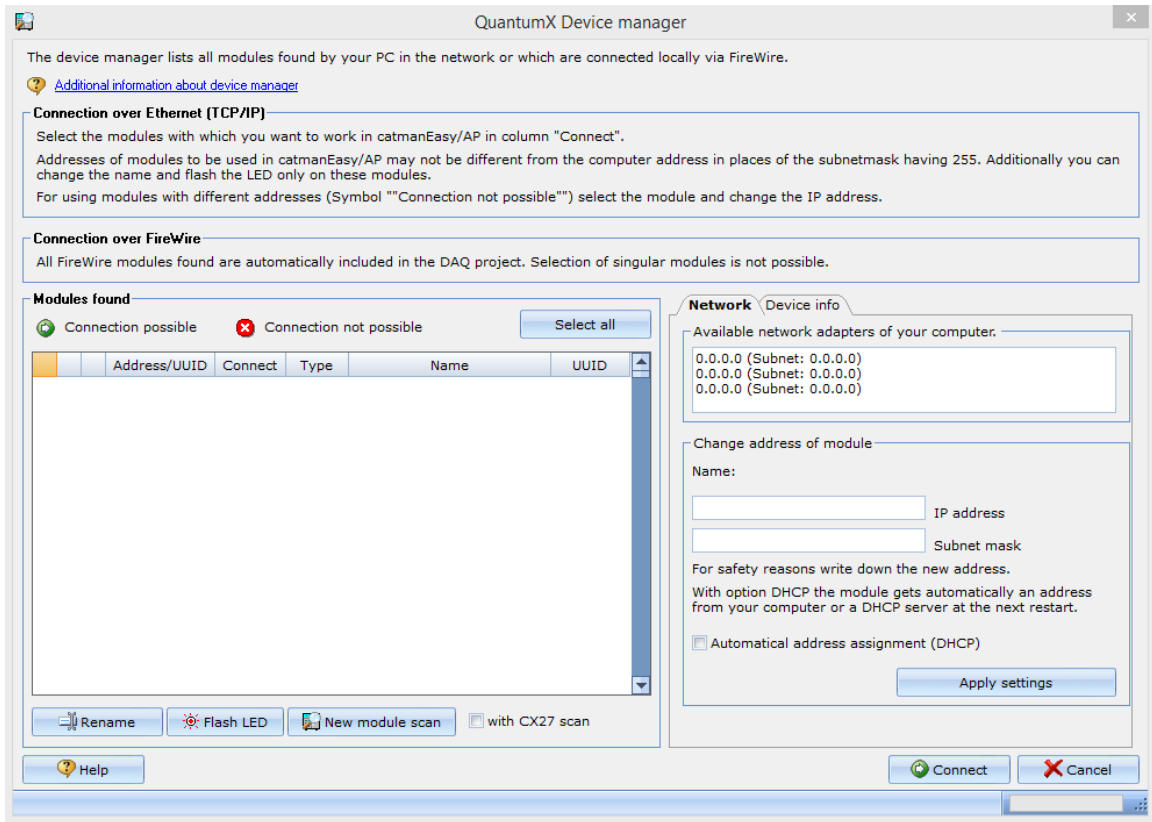 QuantumX Device manager
The device manager lists all modules found by your PC in the network or which are connected locally via FireWire.
Additional information about device manager
Connection over Ethernet (TCP/IP)
Select the modules with which you want to work in catmanEasy/AP in column "Connect".
Addresses of modules to be used in catmanEasy/AP may not be different from the computer address in places of the subnetmask having 255. Additionally you can
change the name and flash the LED only on these modules.
For using modules with different addresses (Symbol ""Connection not possible"") select the module and change the IP address.
Connection over FireWire
All FireWire modules found are automatically included in the DAQ project. Selection of singular modules is not possible.
Modules found
Connection possible
Connection not possible
Select all
Address/UUID Connect Type Name UUID
Rename
Flash LED
New module scan
with CX27 scan
Network
Device info
Available network adapters of your computer.
0.0.0.0 (Subnet: 0.0.0.0)
0.0.0.0 (Subnet: 0.0.0.0)
0.0.0.0 (Subnet: 0.0.0.0)
Change address of module
Name:
IP address
Subnet mask
For safety reasons write down the new address.
With option DHCP the module gets automatically an address
from your computer or a DHCP server at the next restart.
Automatical address assignment (DHCP)
Apply settings
Help
Connect
Cancel